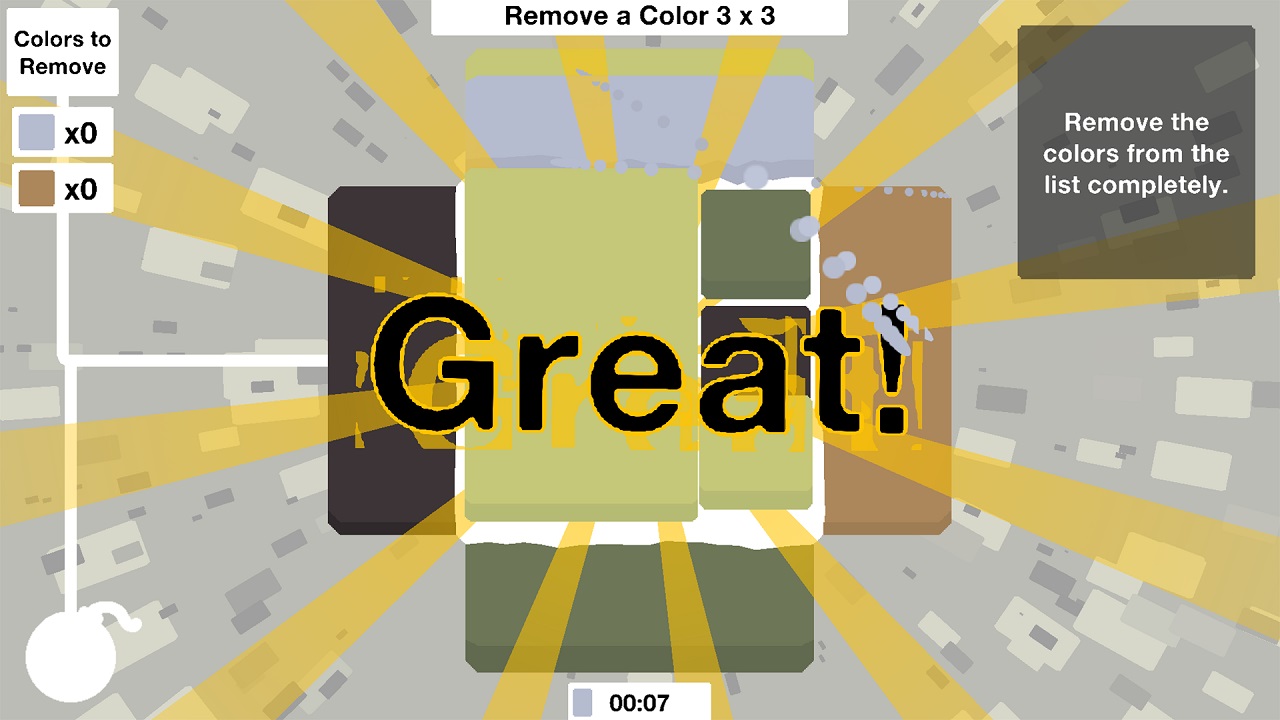 Remove a Color 3 x 3
Colors to
Remove
x0
x0
Remove the
colors from the
list completely.
Great!
00:07